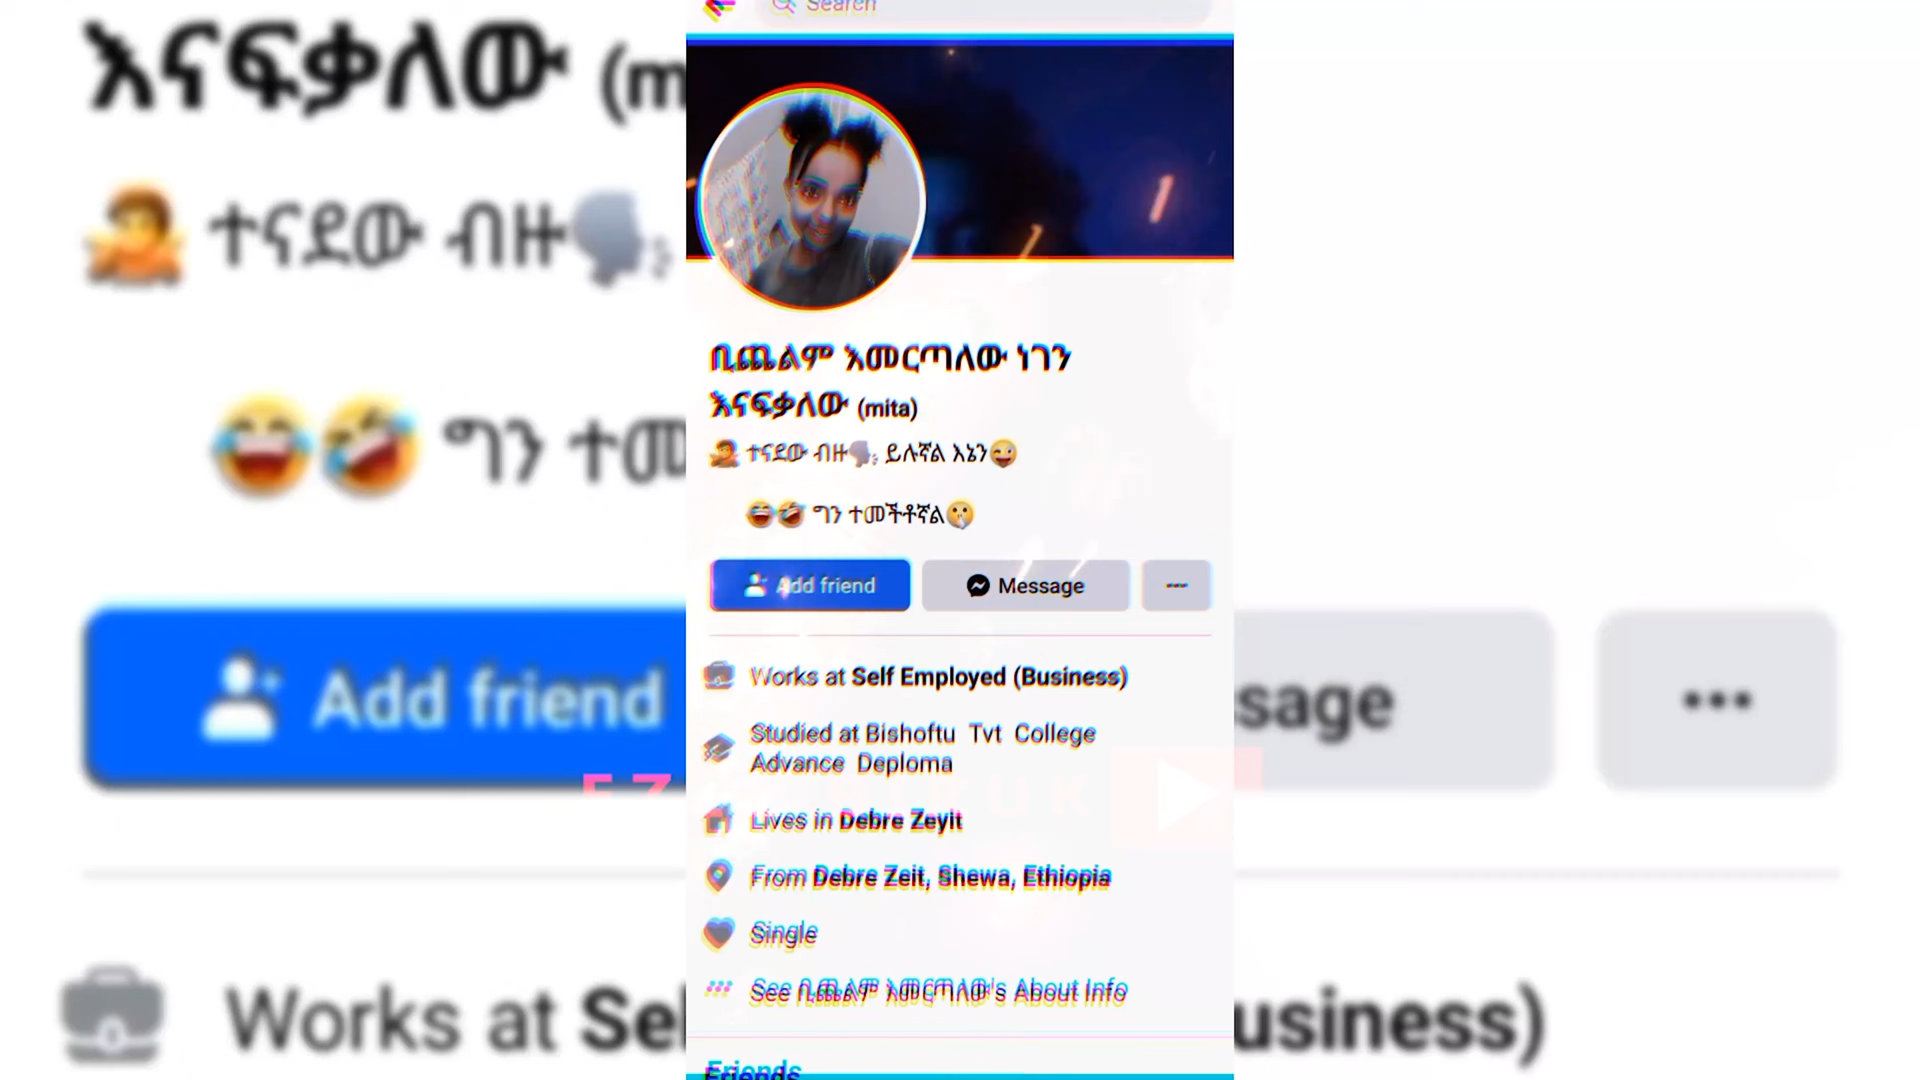 Search
ቢጨልም እመርጣለው ነገን
እናፍቃለው (mita)
ተናደው ብዙ ይሉኛል እኔን
ግን ተመችቶኛል
Add friend
Message
Works at Self Employed (Business)
Studied at Bishoftu Tvt College
Advance Deploma
Lives in Debre Zeyit
From Debre Zeit, Shewa, Ethiopia
Single
See ቢጨልም እመርጣለው's About Info
Friends